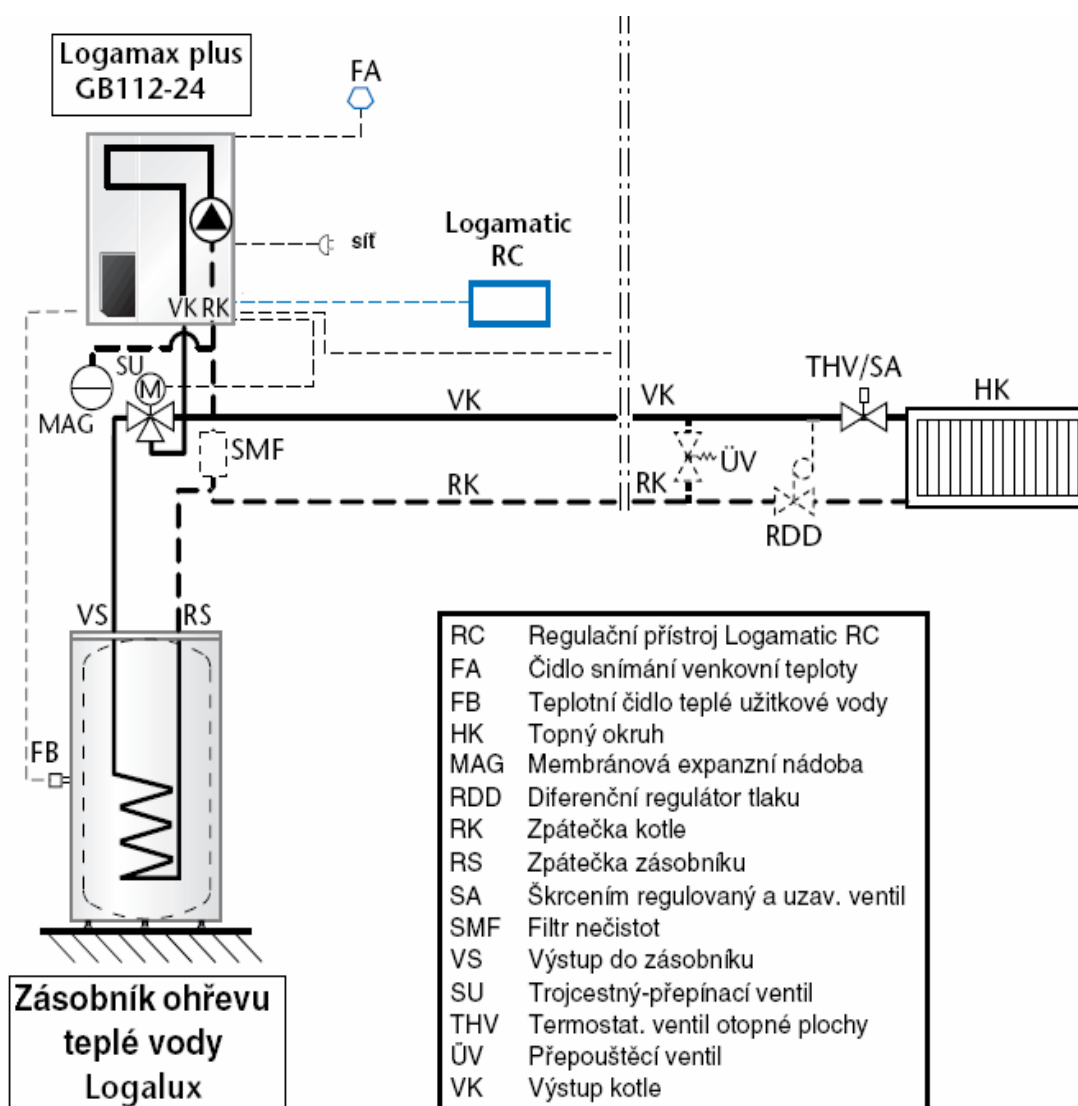 Logamax plus
GB112-24
FA
síť
Logamatic
RC
VK RK
SU
M
MAG
SMF
VK
VK
THV/SA
HK
ÜV
RK
RK
RDD
VS
RS
FB
RC Regulační přístroj Logamatic RC
FA Čidlo snímání venkovní teploty
FB Teplotní čidlo teplé užitkové vody
HK Topný okruh
MAG Membránová expanzní nádoba
RDD Diferenční regulátor tlaku
RK Zpátečka kotle
RS Zpátečka zásobníku
SA Škrcením regulovaný a uzav. ventil
SMF Filtr nečistot
VS Výstup do zásobníku
SU Trojcestný-přepínací ventil
THV Termostat. ventil otopné plochy
ÜV Přepouštěcí ventil
VK Výstup kotle
Zásobník ohřevu
teplé vody
Logalux